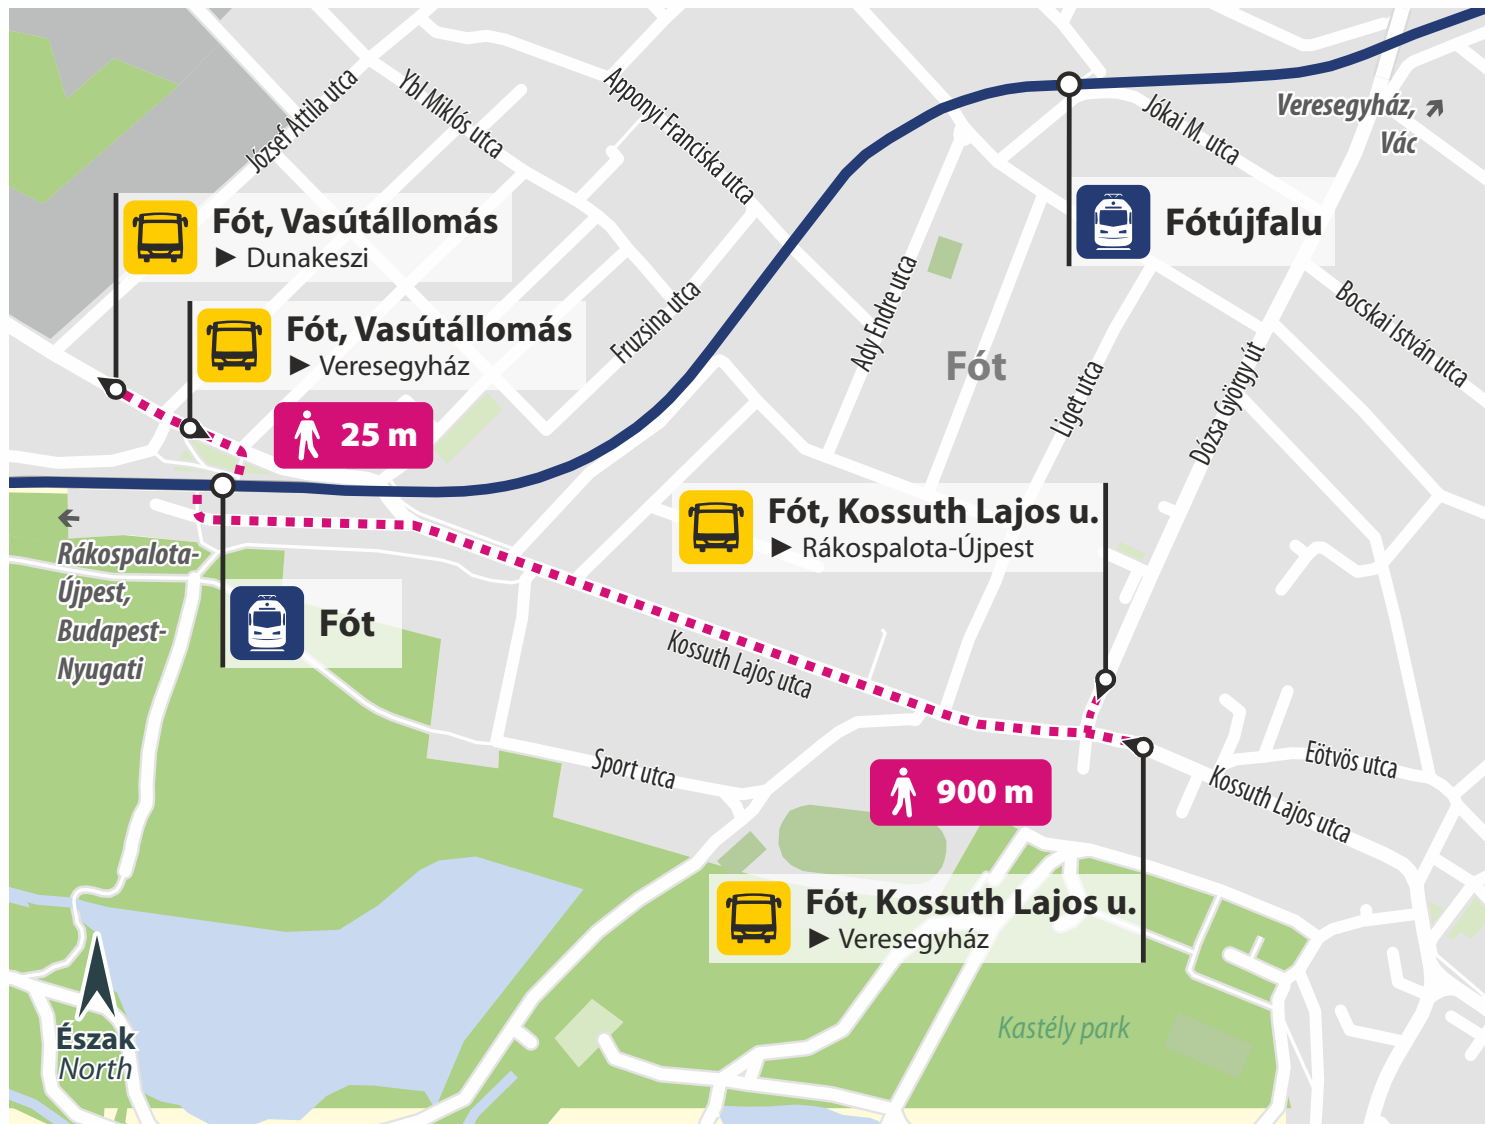 József Attila utca
Ybl Miklós utca
Apponyi Franciska utca
Jókai M. utca
Veresegyház,
Vác
Fót, Vasútállomás
► Dunakeszi
Fótújfalu
Fót, Vasútállomás
► Veresegyház
Fruzsina utca
Ady Endre utca
Fót
Liget utca
Dózsa György út
Bocskai István utca
25 m
Rákospalota-
Újpest,
Budapest-
Nyugati
Fót
Fót, Kossuth Lajos u.
► Rákospalota-Újpest
Kossuth Lajos utca
Sport utca
900 m
Eötvös utca
Kossuth Lajos utca
Fót, Kossuth Lajos u.
► Veresegyház
Kastély park
Észak
North